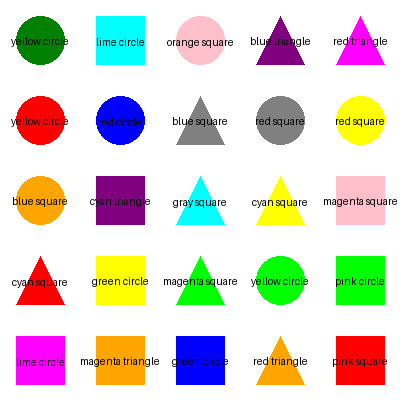 yellow circle lime circle orange square blue triangle red triangle
yellow circle red circle blue square red square red square
blue square cyan triangle gray square cyan square magenta square
cyan square green circle magenta square yellow circle pink circle
lime circle magenta triangle green circle red triangle pink square